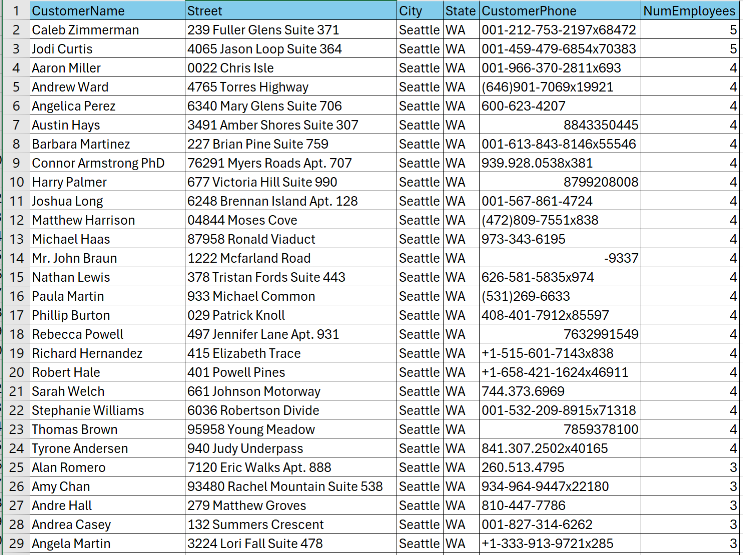 1 CustomerName Street City State CustomerPhone NumEmployees
2 Caleb Zimmerman 239 Fuller Glens Suite 371 Seattle WA 001-212-753-2197x68472 5
3 Jodi Curtis 4065 Jason Loop Suite 364 Seattle WA 001-459-479-6854x70383 5
4 Aaron Miller 0022 Chris Isle Seattle WA 001-966-370-2811x693 4
5 Andrew Ward 4765 Torres Highway Seattle WA (646)901-7069x19921 4
6 Angelica Perez 6340 Mary Glens Suite 706 Seattle WA 600-623-4207 4
7 Austin Hays 3491 Amber Shores Suite 307 Seattle WA 8843350445 4
8 Barbara Martinez 227 Brian Pine Suite 759 Seattle WA 001-613-843-8146x55546 4
9 Connor Armstrong PhD 76291 Myers Roads Apt. 707 Seattle WA 939.928.0538x381 4
10 Harry Palmer 677 Victoria Hill Suite 990 Seattle WA 8799208008 4
11 Joshua Long 6248 Brennan Island Apt. 128 Seattle WA 001-567-861-4724 4
12 Matthew Harrison 04844 Moses Cove Seattle WA (472)809-7551x838 4
13 Michael Haas 87958 Ronald Viaduct Seattle WA 973-343-6195 4
14 Mr. John Braun 1222 Mcfarland Road Seattle WA -9337 4
15 Nathan Lewis 378 Tristan Fords Suite 443 Seattle WA 626-581-5835x974 4
16 Paula Martin 933 Michael Common Seattle WA (531)269-6633 4
17 Phillip Burton 029 Patrick Knoll Seattle WA 408-401-7912x85597 4
18 Rebecca Powell 497 Jennifer Lane Apt. 931 Seattle WA 7632991549 4
19 Richard Hernandez 415 Elizabeth Trace Seattle WA +1-515-601-7143x838 4
20 Robert Hale 401 Powell Pines Seattle WA +1-658-421-1624x46911 4
21 Sarah Welch 661 Johnson Motorway Seattle WA 744.373.6969 4
22 Stephanie Williams 6036 Robertson Divide Seattle WA 001-532-209-8915x71318 4
23 Thomas Brown 95958 Young Meadow Seattle WA 7859378100 4
24 Tyrone Andersen 940 Judy Underpass Seattle WA 841.307.2502x40165 4
25 Alan Romero 7120 Eric Walks Apt. 888 Seattle WA 260.513.4795 3
26 Amy Chan 93480 Rachel Mountain Suite 538 Seattle WA 934-964-9447x22180 3
27 Andre Hall 279 Matthew Groves Seattle WA 810-447-7786 3
28 Andrea Casey 132 Summers Crescent Seattle WA 001-827-314-6262 3
29 Angela Martin 3224 Lori Fall Suite 478 Seattle WA +1-333-913-9721x285 3